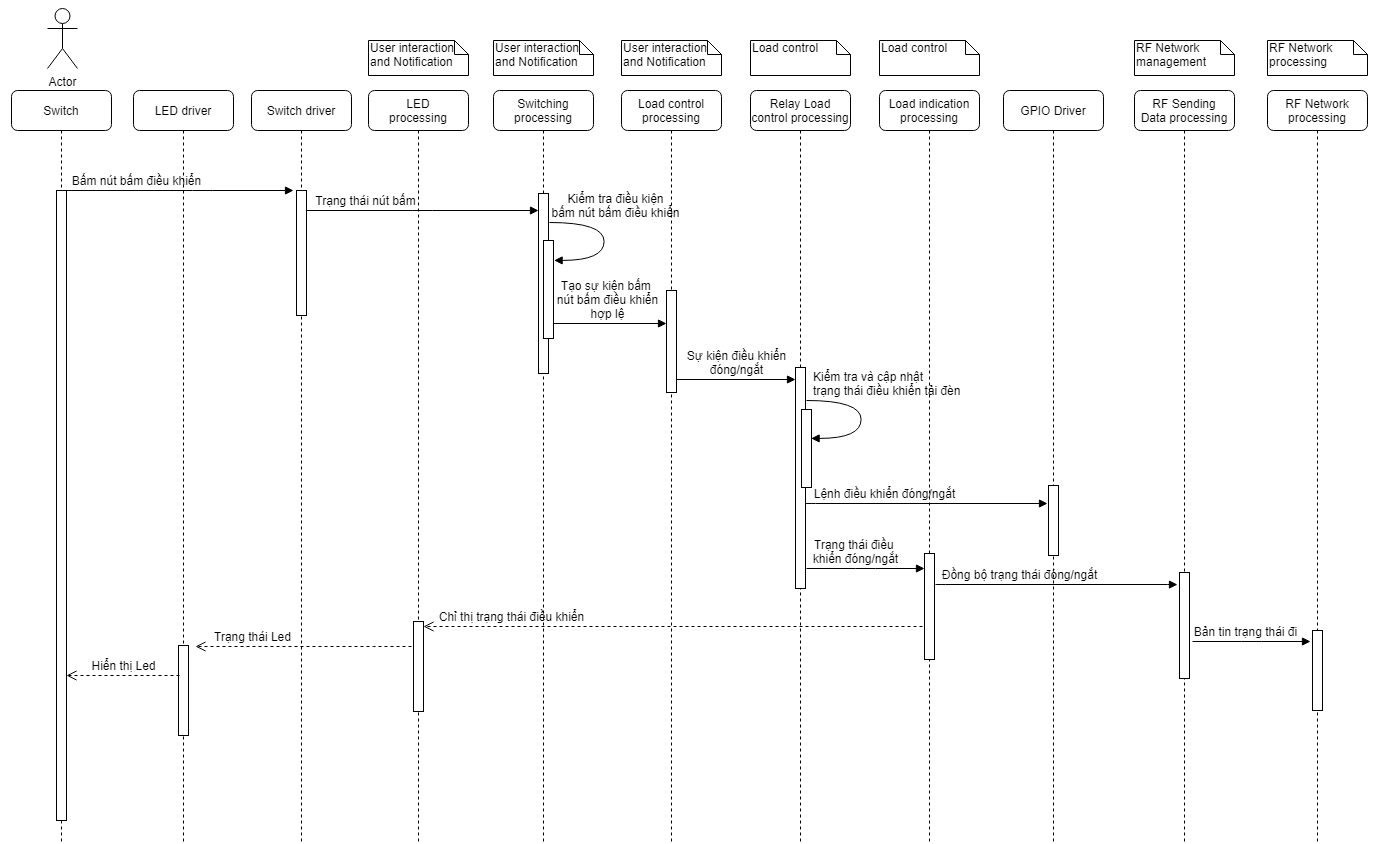 User interaction
and Notification
User interaction
and Notification
User interaction
and Notification
Load control
Load control
RF Network
management
RF Network
processing
Actor
Switch
LED driver
Switch driver
LED
processing
Switching
processing
Load control
processing
Relay Load
control processing
Load indication
processing
GPIO Driver
RF Sending
Data processing
RF Network
processing
Bấm nút bấm điều khiển
Trạng thái nút bấm
Kiểm tra điều kiện
bấm nút bấm điều khiển
Tạo sự kiện bấm
nút bấm điều khiển
hợp lệ
Sự kiện điều khiển
đóng/ngắt
Kiểm tra và cập nhật
trạng thái điều khiển tải đèn
Lệnh điều khiển đóng/ngắt
Trạng thái điều
khiển đóng/ngắt
Đồng bộ trạng thái đóng/ngắt
Chỉ thị trạng thái điều khiển
Trạng thái Led
Bản tin trạng thái đi
Hiển thị Led